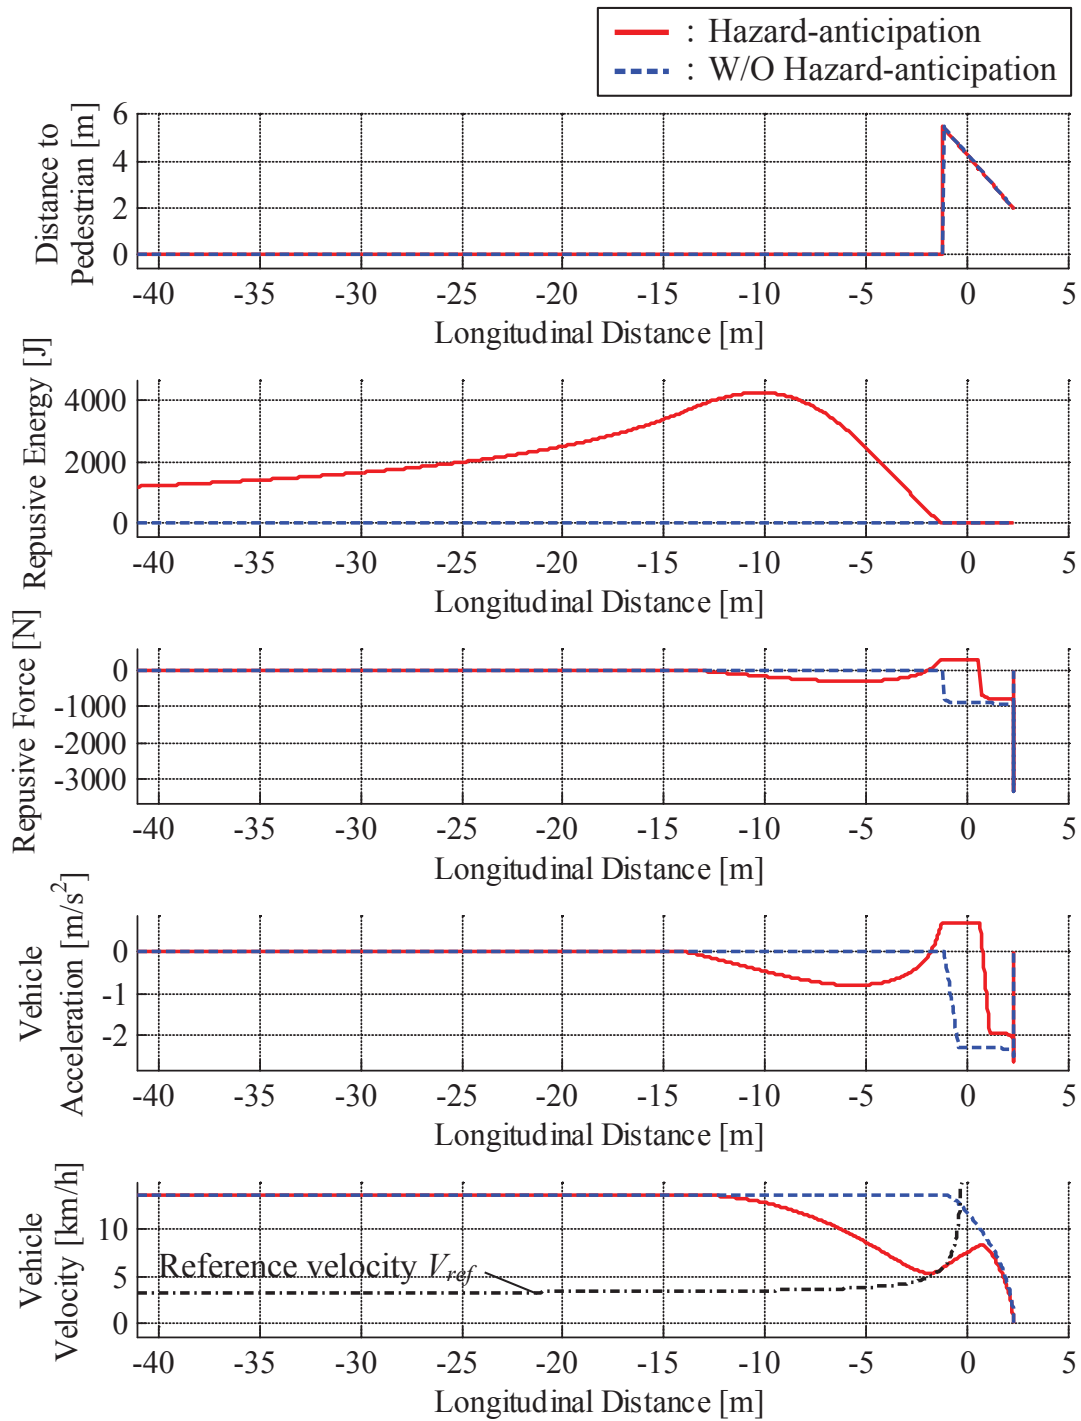 : Hazard-anticipation
: W/O Hazard-anticipation
Distance to
Pedestrian [m]
6
4
2
0
-40 -35 -30 -25 -20 -15 -10 -5 0 5
Longitudinal Distance [m]
Repusive Energy [J]
4000
2000
0
-40 -35 -30 -25 -20 -15 -10 -5 0 5
Longitudinal Distance [m]
Repusive Force [N]
0
-1000
-2000
-3000
-40 -35 -30 -25 -20 -15 -10 -5 0 5
Longitudinal Distance [m]
Vehicle
Acceleration [m/s²]
0
-1
-2
-40 -35 -30 -25 -20 -15 -10 -5 0 5
Longitudinal Distance [m]
Vehicle
Velocity [km/h]
10
5
0
Reference velocity Vref
-40 -35 -30 -25 -20 -15 -10 -5 0 5
Longitudinal Distance [m]